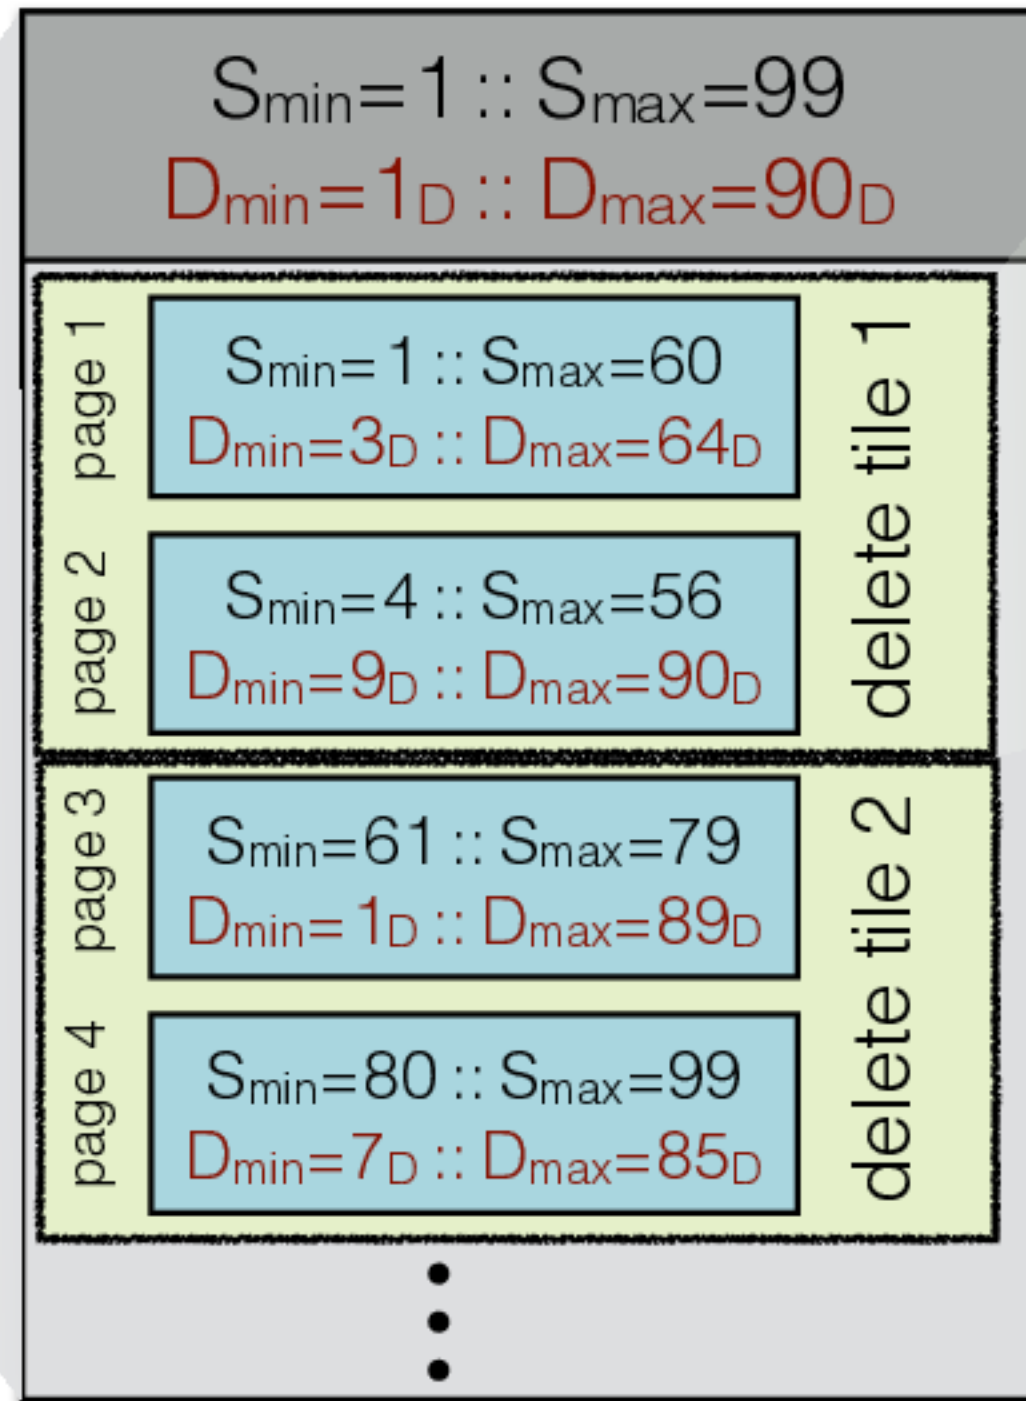 Smin=1 :: Smax=99
Dmin=1D :: Dmax=90D
page 1
Smin=1 :: Smax=60
Dmin=3D :: Dmax=64D
delete tile 1
page 2
Smin=4 :: Smax=56
Dmin=9D :: Dmax=90D
page 3
Smin=61 :: Smax=79
Dmin=1D :: Dmax=89D
delete tile 2
page 4
Smin=80 :: Smax=99
Dmin=7D :: Dmax=85D